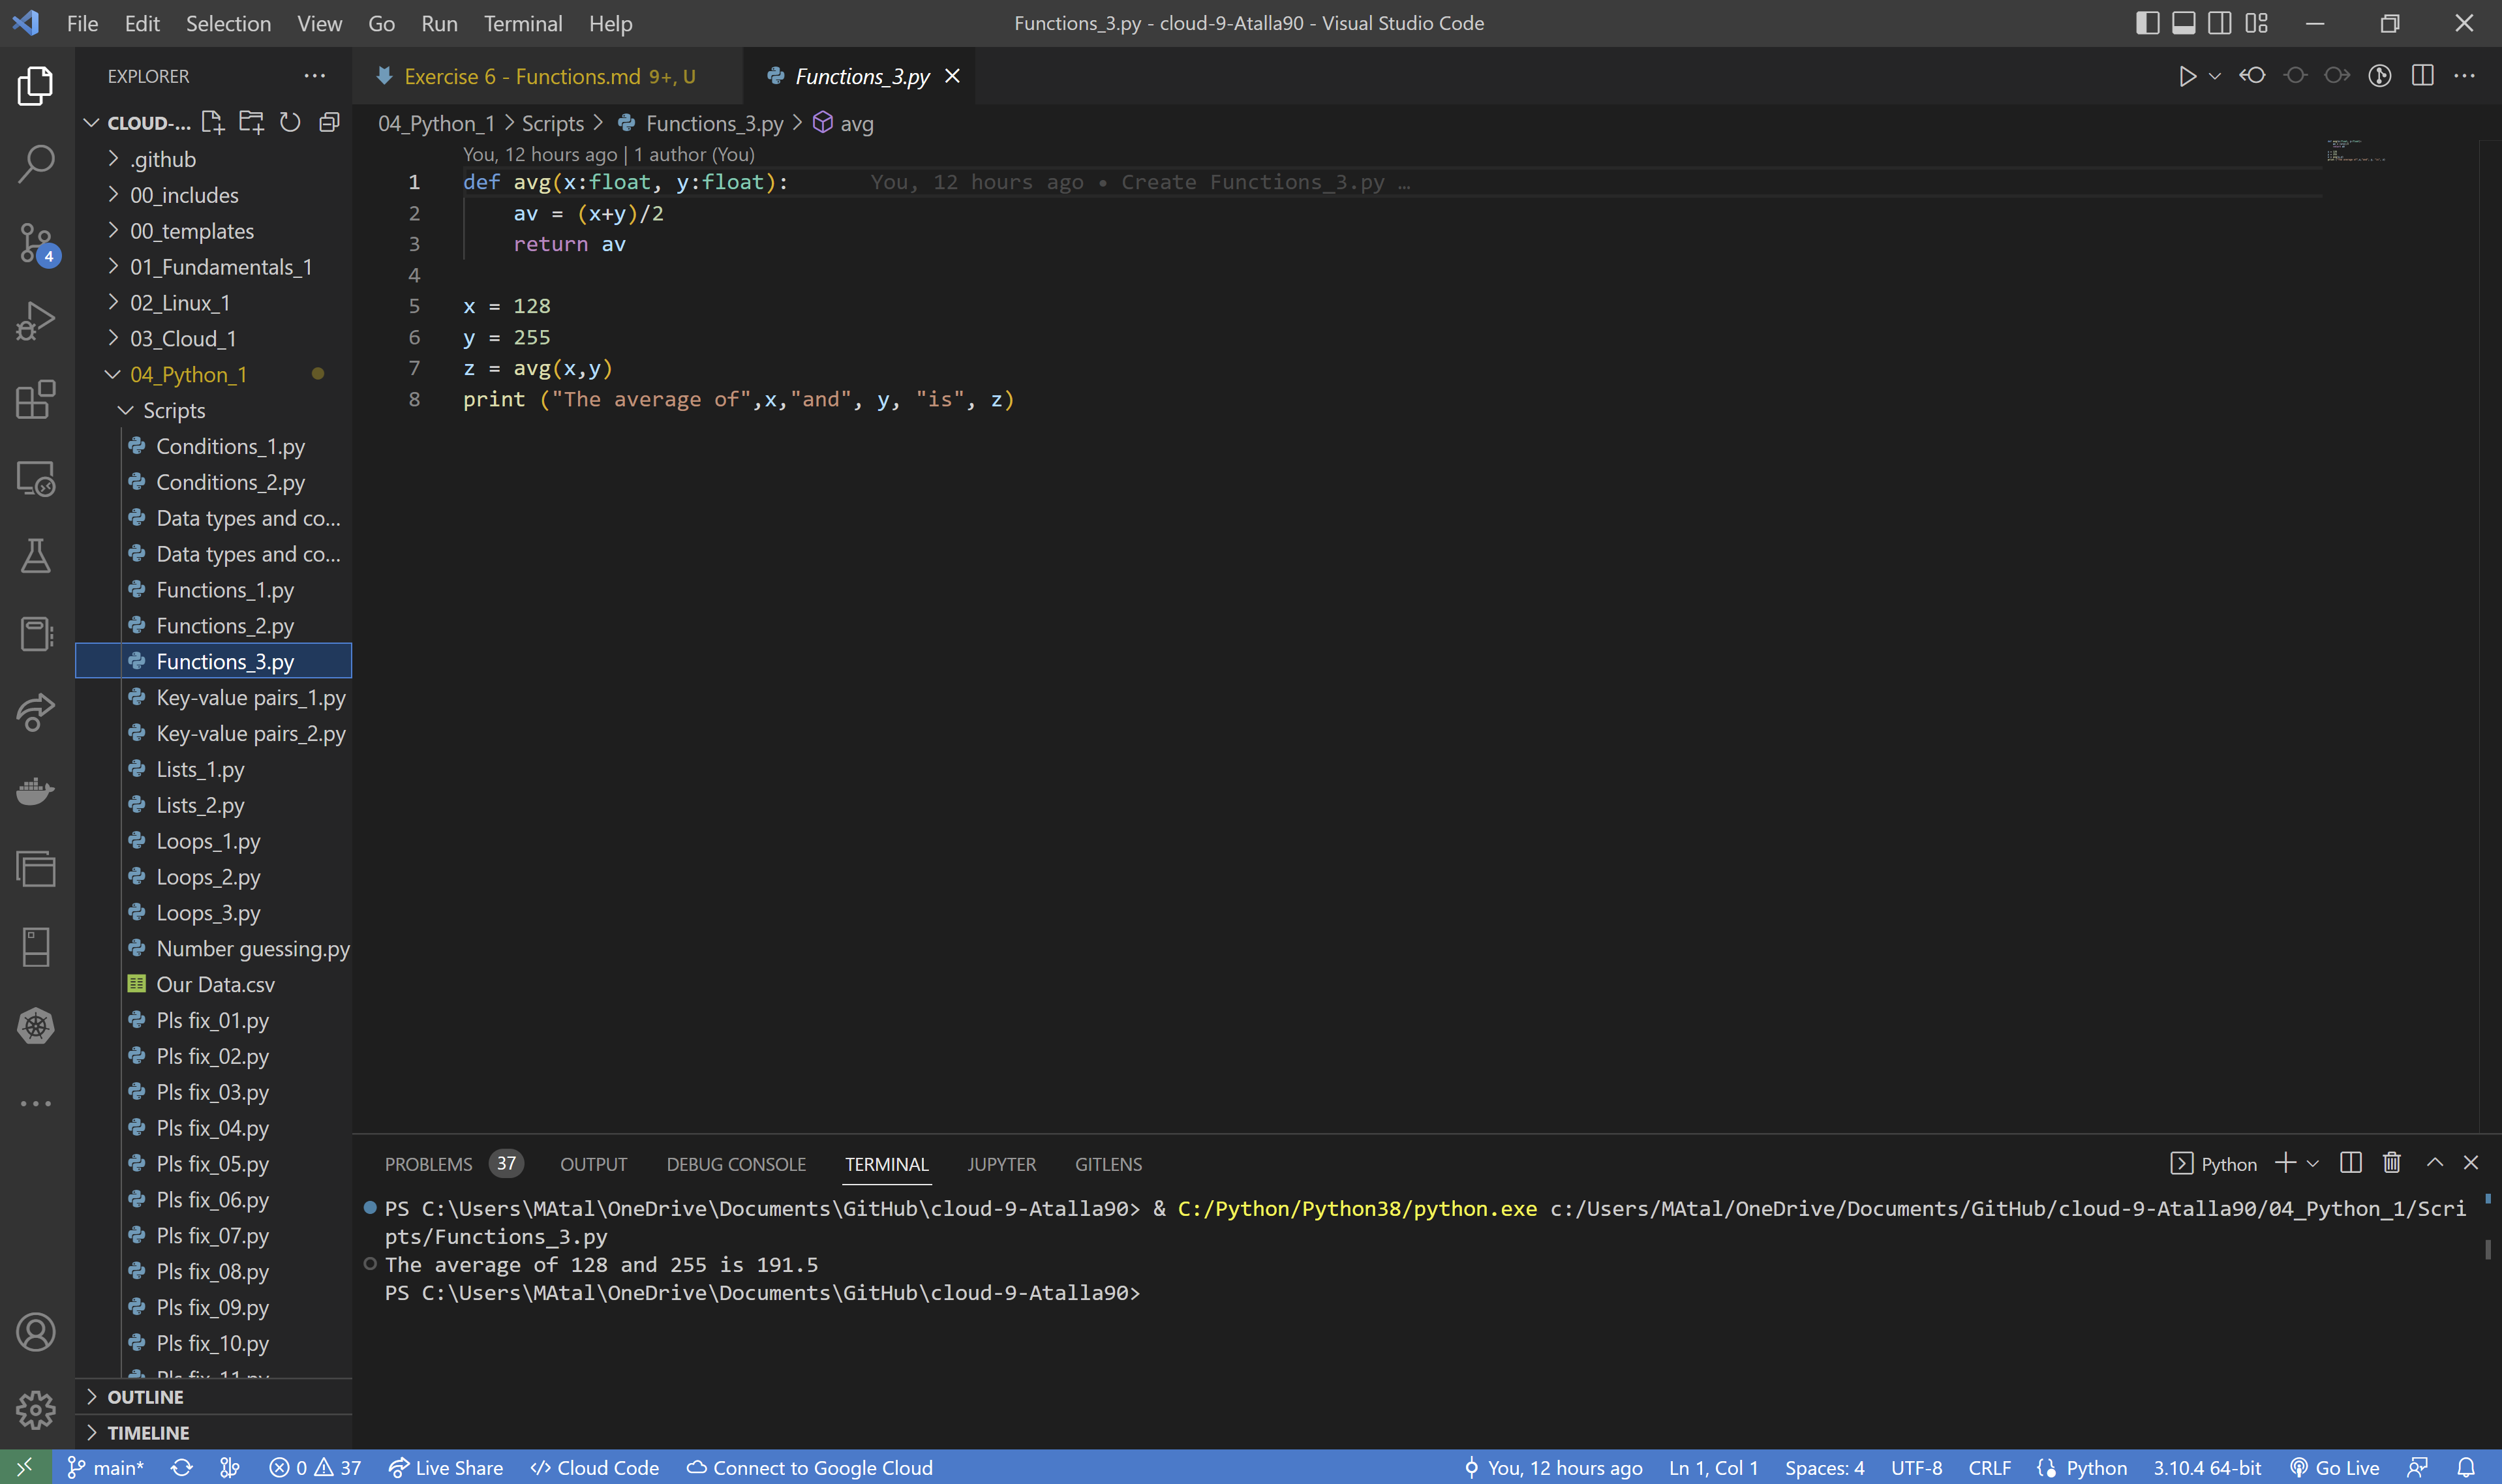 File Edit Selection View Go Run Terminal Help
Functions_3.py - cloud-9-Atalla90 - Visual Studio Code
EXPLORER
CLOUD-...
.github
00_includes
00_templates
01_Fundamentals_1
02_Linux_1
03_Cloud_1
04_Python_1
Scripts
Conditions_1.py
Conditions_2.py
Data types and co...
Data types and co...
Functions_1.py
Functions_2.py
Functions_3.py
Key-value pairs_1.py
Key-value pairs_2.py
Lists_1.py
Lists_2.py
Loops_1.py
Loops_2.py
Loops_3.py
Number guessing.py
Our Data.csv
Pls fix_01.py
Pls fix_02.py
Pls fix_03.py
Pls fix_04.py
Pls fix_05.py
Pls fix_06.py
Pls fix_07.py
Pls fix_08.py
Pls fix_09.py
Pls fix_10.py
Pls fix_11.py
OUTLINE
TIMELINE
4
Exercise 6 - Functions.md 9+, U
Functions_3.py
04_Python_1 > Scripts > Functions_3.py > avg
You, 12 hours ago | 1 author (You)
1 def avg(x:float, y:float): You, 12 hours ago • Create Functions_3.py …
2 av = (x+y)/2
3 return av
4
5 x = 128
6 y = 255
7 z = avg(x,y)
8 print ("The average of",x,"and", y, "is", z)
PROBLEMS 37 OUTPUT DEBUG CONSOLE TERMINAL JUPYTER GITLENS
Python
PS C:\Users\MAtal\OneDrive\Documents\GitHub\cloud-9-Atalla90> & C:/Python/Python38/python.exe c:/Users/MAtal/OneDrive/Documents/GitHub/cloud-9-Atalla90/04_Python_1/Scri
pts/Functions_3.py
The average of 128 and 255 is 191.5
PS C:\Users\MAtal\OneDrive\Documents\GitHub\cloud-9-Atalla90>
main* 0 37 Live Share Cloud Code Connect to Google Cloud
You, 12 hours ago Ln 1, Col 1 Spaces: 4 UTF-8 CRLF Python 3.10.4 64-bit Go Live